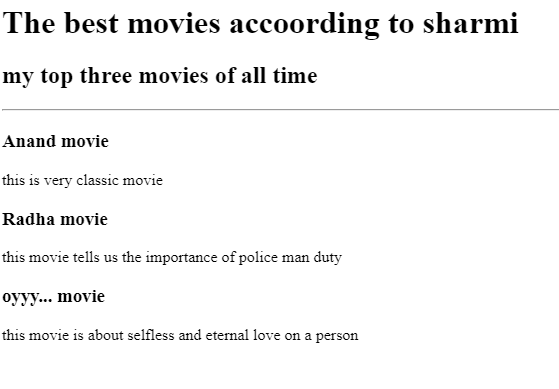 The best movies accoording to sharmi
my top three movies of all time
Anand movie
this is very classic movie
Radha movie
this movie tells us the importance of police man duty
oyyy... movie
this movie is about selfless and eternal love on a person